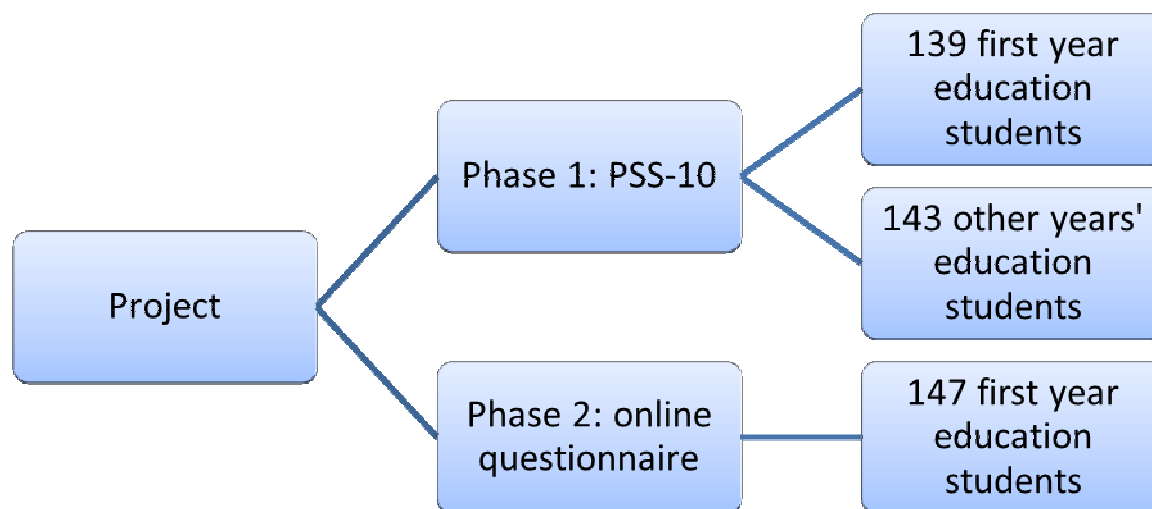 Project
Phase 1: PSS-10
139 first year
education
students
143 other years'
education
students
Phase 2: online
questionnaire
147 first year
education
students